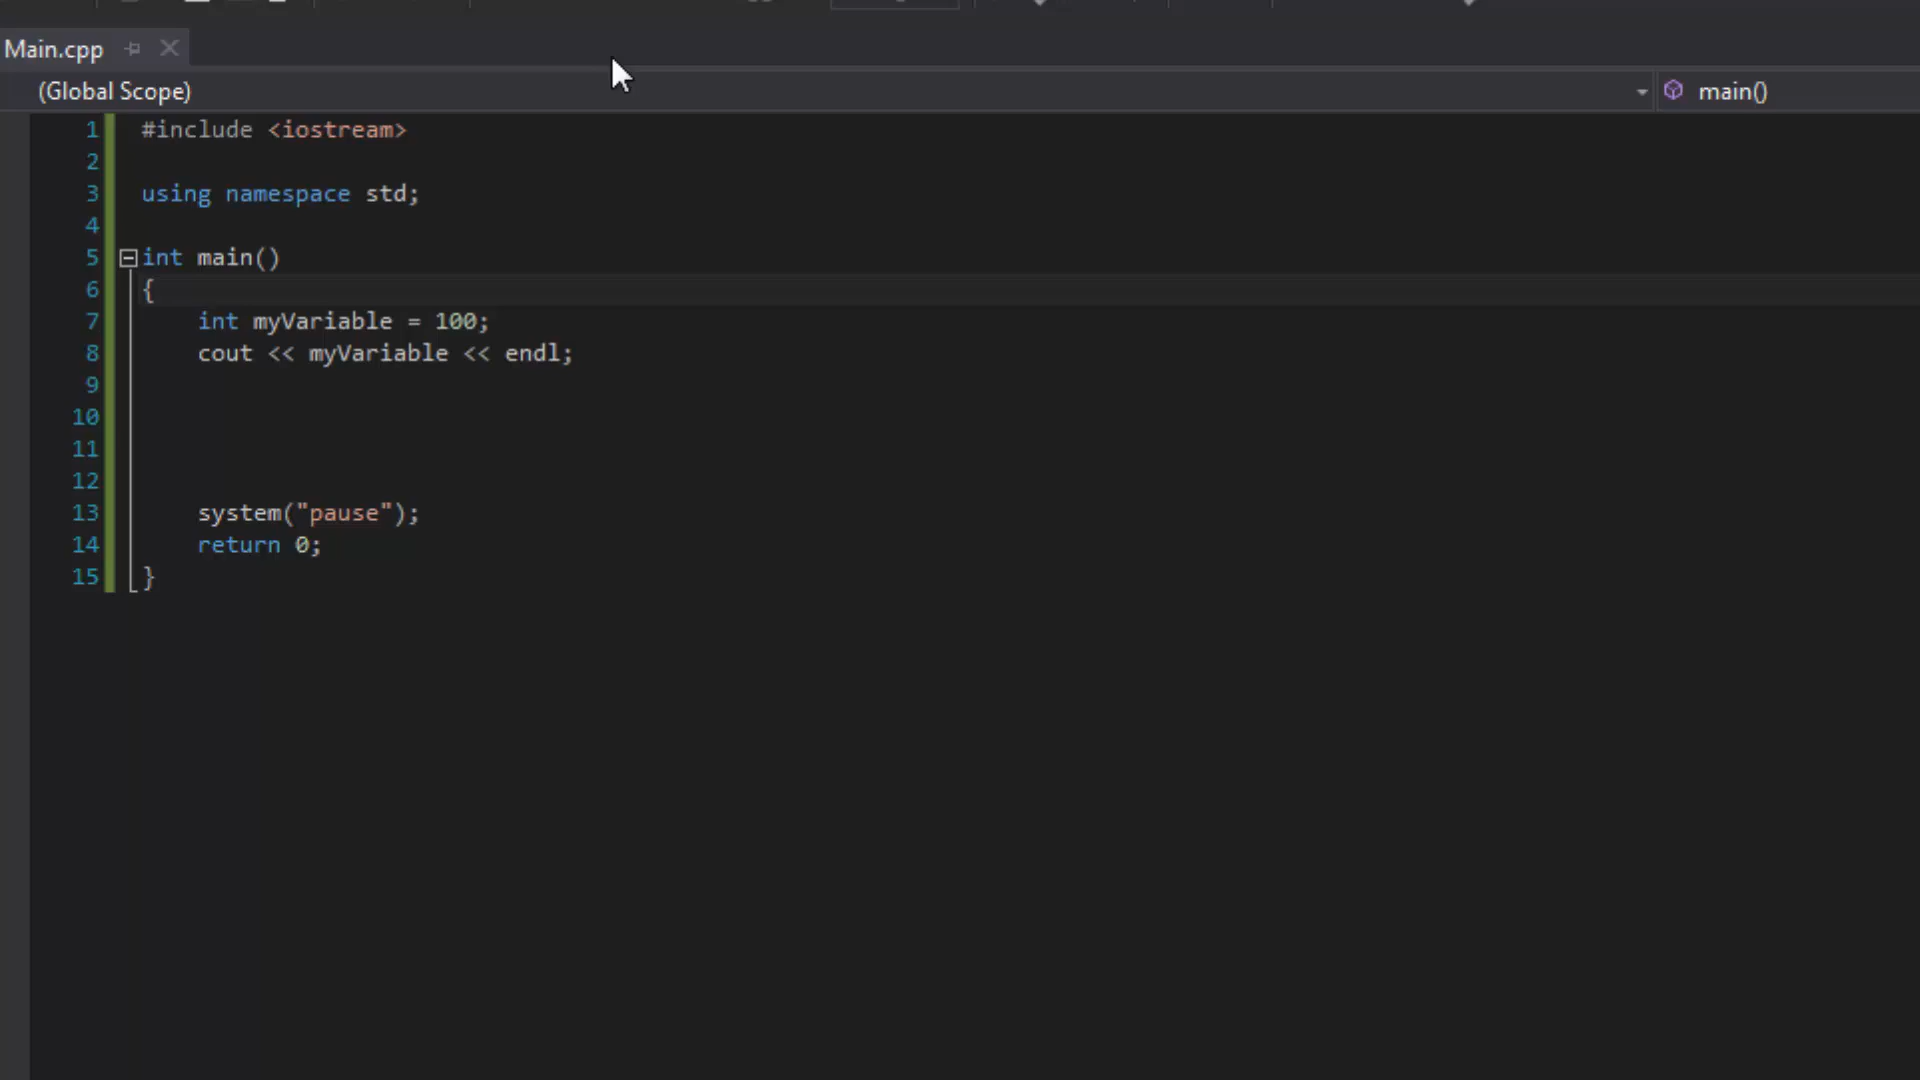 Main.cpp
(Global Scope) main()
1 #include <iostream>
2
3 using namespace std;
4
5 int main()
6 {
7 int myVariable = 100;
8 cout << myVariable << endl;
9
10
11
12
13 system("pause");
14 return 0;
15 }